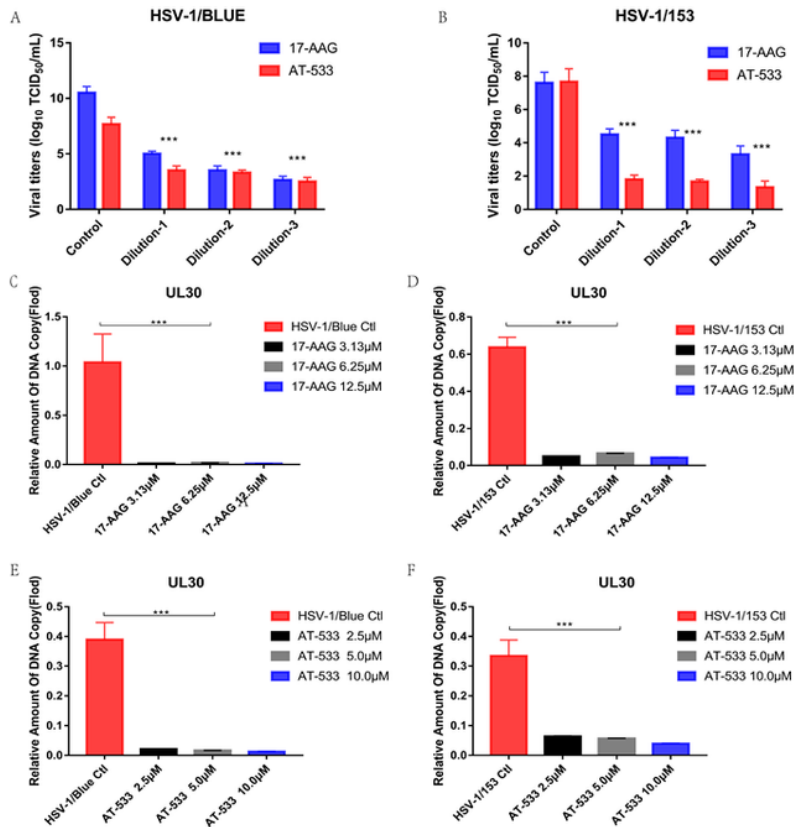 A
HSV-1/BLUE
Viral titers (log10 TCID50/mL)
15
10
5
0
17-AAG
AT-533
***
***
***
Control
Dilution-1
Dilution-2
Dilution-3
B
HSV-1/153
Viral titers (log10 TCID50/mL)
10
8
6
4
2
0
17-AAG
AT-533
***
***
***
Control
Dilution-1
Dilution-2
Dilution-3
C
UL30
Relative Amount Of DNA Copy(Flod)
1.5
1.0
0.5
0.0
***
HSV-1/Blue Ctl
17-AAG 3.13μM
17-AAG 6.25μM
17-AAG 12.5μM
HSV-1/Blue Ctl
17-AAG 3.13μM
17-AAG 6.25μM
17-AAG 12.5μM
D
UL30
Relative Amount Of DNA Copy(Flod)
0.8
0.6
0.4
0.2
0.0
***
HSV-1/153 Ctl
17-AAG 3.13μM
17-AAG 6.25μM
17-AAG 12.5μM
HSV-1/153 Ctl
17-AAG 3.13μM
17-AAG 6.25μM
17-AAG 12.5μM
E
UL30
Relative Amount Of DNA Copy(Flod)
0.5
0.4
0.3
0.2
0.1
0.0
***
HSV-1/Blue Ctl
AT-533 2.5μM
AT-533 5.0μM
AT-533 10.0μM
HSV-1/Blue Ctl
AT-533 2.5μM
AT-533 5.0μM
AT-533 10.0μM
F
UL30
Relative Amount Of DNA Copy(Flod)
0.5
0.4
0.3
0.2
0.1
0.0
***
HSV-1/153 Ctl
AT-533 2.5μM
AT-533 5.0μM
AT-533 10.0μM
HSV-1/153 Ctl
AT-533 2.5μM
AT-533 5.0μM
AT-533 10.0μM